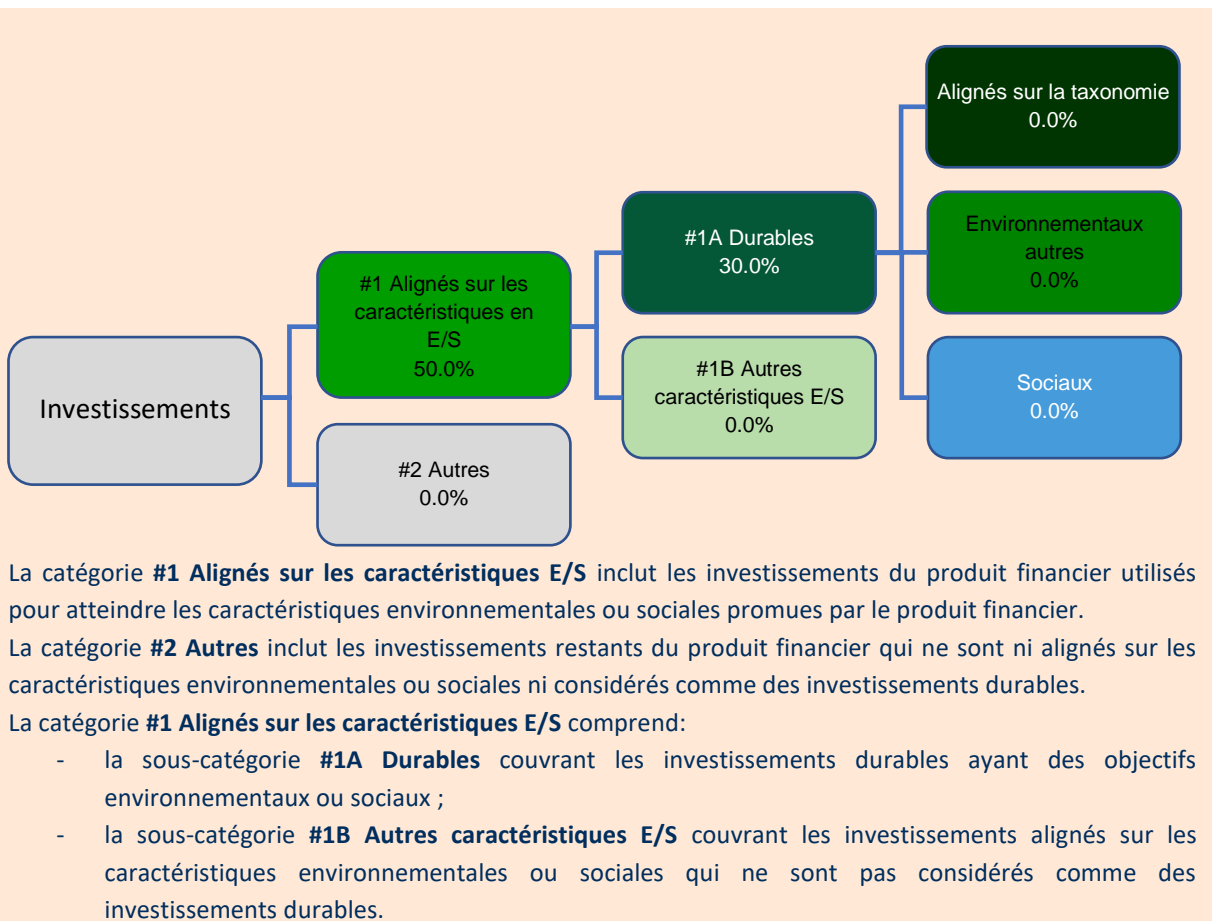 Alignés sur la taxonomie
0.0%
#1A Durables
30.0%
Environnementaux
autres
0.0%
#1 Alignés sur les
caractéristiques en
E/S
50.0%
#1B Autres
caractéristiques E/S
0.0%
Sociaux
0.0%
Investissements
#2 Autres
0.0%
La catégorie #1 Alignés sur les caractéristiques E/S inclut les investissements du produit financier utilisés
pour atteindre les caractéristiques environnementales ou sociales promues par le produit financier.
La catégorie #2 Autres inclut les investissements restants du produit financier qui ne sont ni alignés sur les
caractéristiques environnementales ou sociales ni considérés comme des investissements durables.
La catégorie #1 Alignés sur les caractéristiques E/S comprend:
- la sous-catégorie #1A Durables couvrant les investissements durables ayant des objectifs
environnementaux ou sociaux ;
- la sous-catégorie #1B Autres caractéristiques E/S couvrant les investissements alignés sur les
caractéristiques environnementales ou sociales qui ne sont pas considérés comme des
investissements durables.